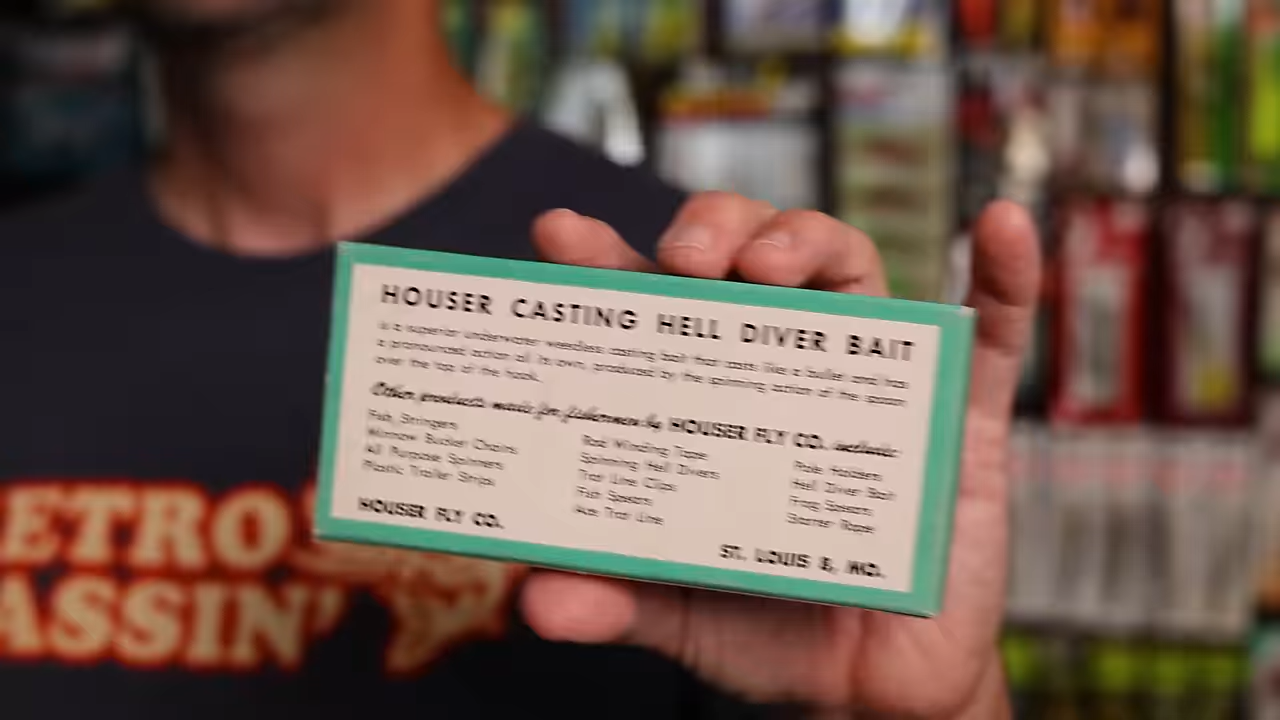 HOUSER CASTING HELL DIVER BAIT
is a superior underwater weedless casting bait that casts like a bullet and has
a pronounced action all its own, produced by the spinning action of the spoon
over the top of the hook.
Other products made for fishermen by HOUSER FLY CO. include:
Fish Stringers
Minnow Bucket Chains
All Purpose Spinners
Plastic Trailer Strips
Rod Winding Tape
Spinning Hell Divers
Trot Line Clips
Fish Spears
Ace Trot Line
Pole Holders
Hell Diver Bait
Frog Spears
Starter Rope
HOUSER FLY CO.
ST. LOUIS 8, MO.
ETRO
ASSIN'